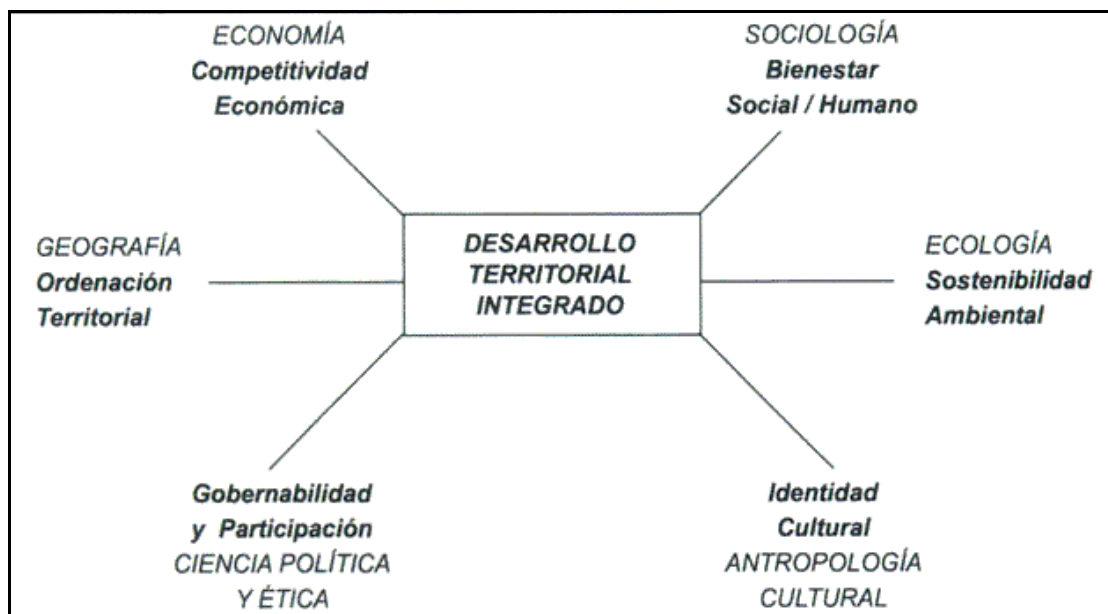 ECONOMÍA
Competitividad
Económica
SOCIOLOGÍA
Bienestar
Social / Humano
GEOGRAFÍA
Ordenación
Territorial
DESARROLLO
TERRITORIAL
INTEGRADO
ECOLOGÍA
Sostenibilidad
Ambiental
Gobernabilidad
y Participación
CIENCIA POLÍTICA
Y ÉTICA
Identidad
Cultural
ANTROPOLOGÍA
CULTURAL